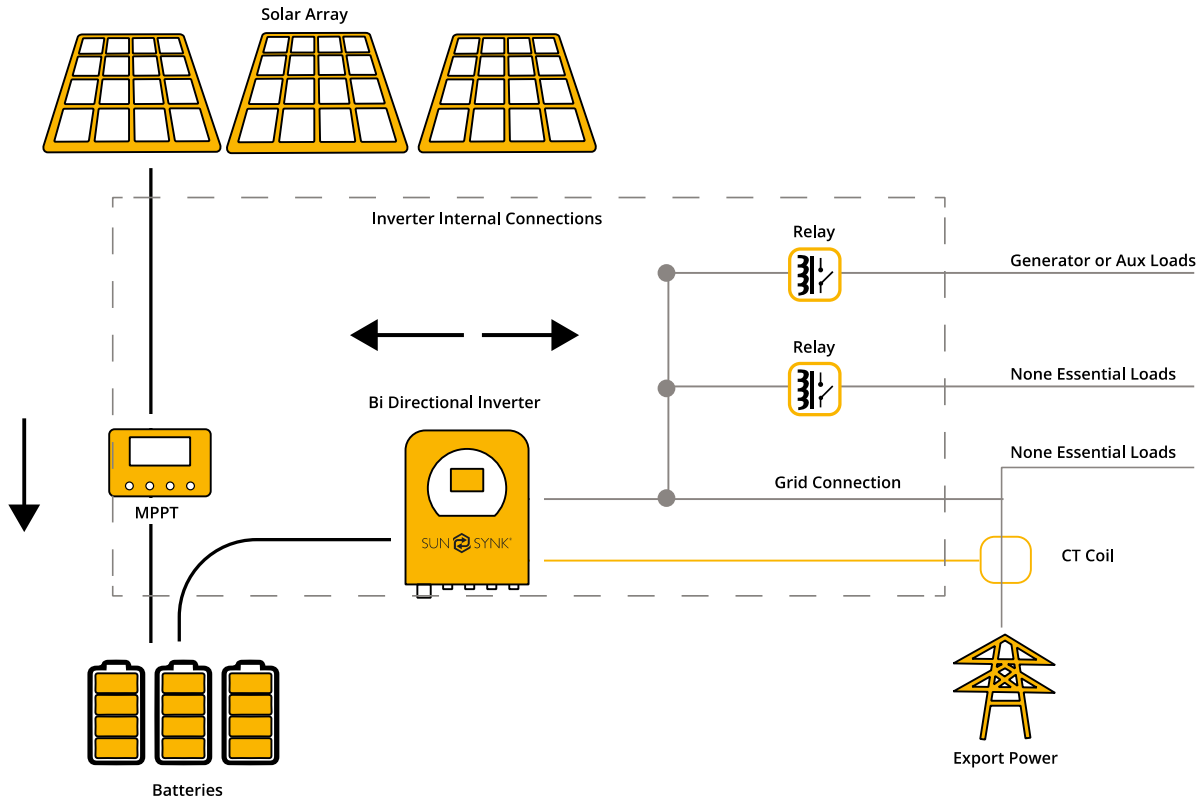 Solar Array
Inverter Internal Connections
Relay
Generator or Aux Loads
Relay
None Essential Loads
Bi Directional Inverter
None Essential Loads
Grid Connection
MPPT
SUN SYNK®
CT Coil
Export Power
Batteries